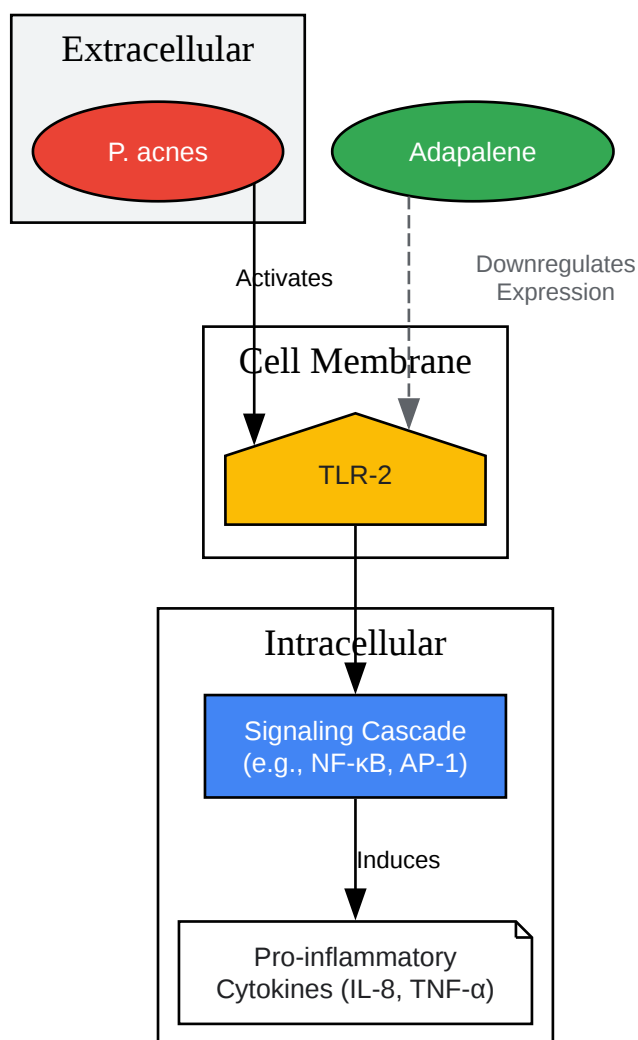 Extracellular
P. acnes
Adapalene
Activates
Downregulates
Expression
Cell Membrane
TLR-2
Intracellular
Signaling Cascade
(e.g., NF-κB, AP-1)
Induces
Pro-inflammatory
Cytokines (IL-8, TNF-α)